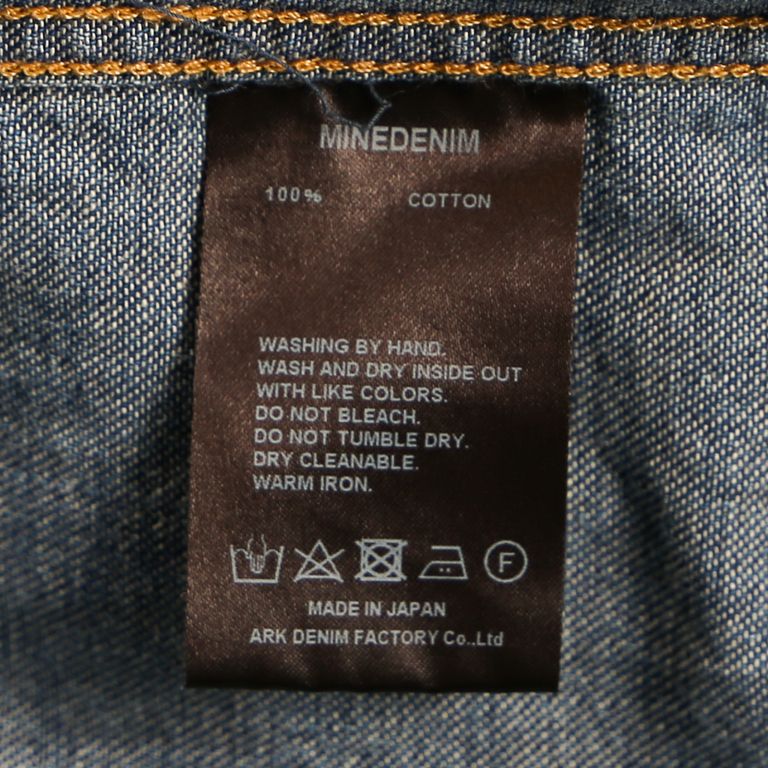 MINEDENIM
100% COTTON
WASHING BY HAND.
WASH AND DRY INSIDE OUT
WITH LIKE COLORS.
DO NOT BLEACH.
DO NOT TUMBLE DRY.
DRY CLEANABLE.
WARM IRON.
F
MADE IN JAPAN
ARK DENIM FACTORY Co.,Ltd